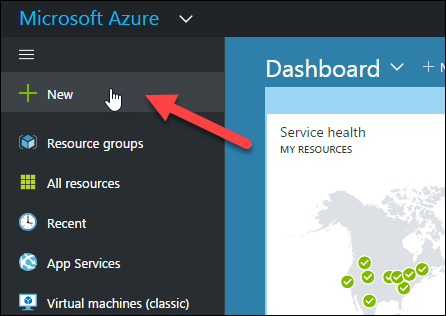 Microsoft Azure
New
Resource groups
All resources
Recent
App Services
Virtual machines (classic)
Dashboard
Service health
MY RESOURCES